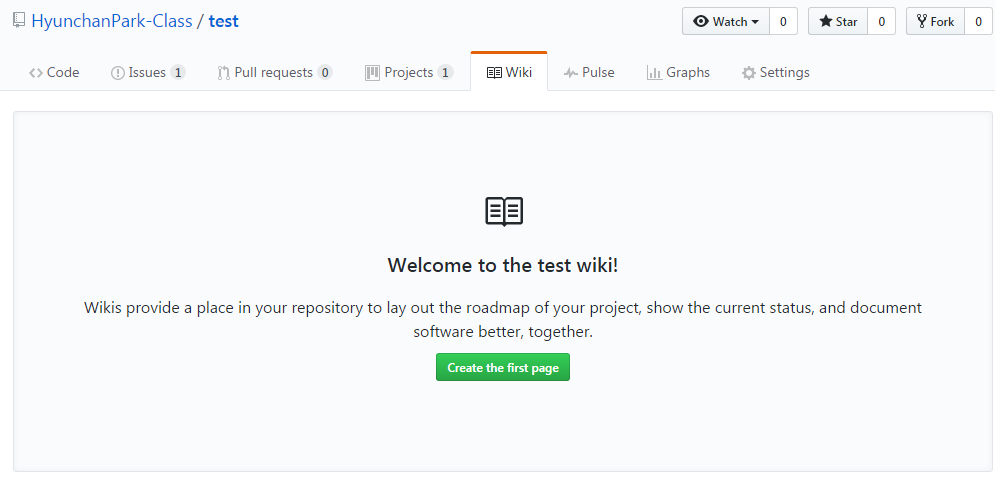 HyunchanPark-Class / test
Watch 0 Star 0 Fork 0
Code Issues 1 Pull requests 0 Projects 1 Wiki Pulse Graphs Settings
Welcome to the test wiki!
Wikis provide a place in your repository to lay out the roadmap of your project, show the current status, and document
software better, together.
Create the first page